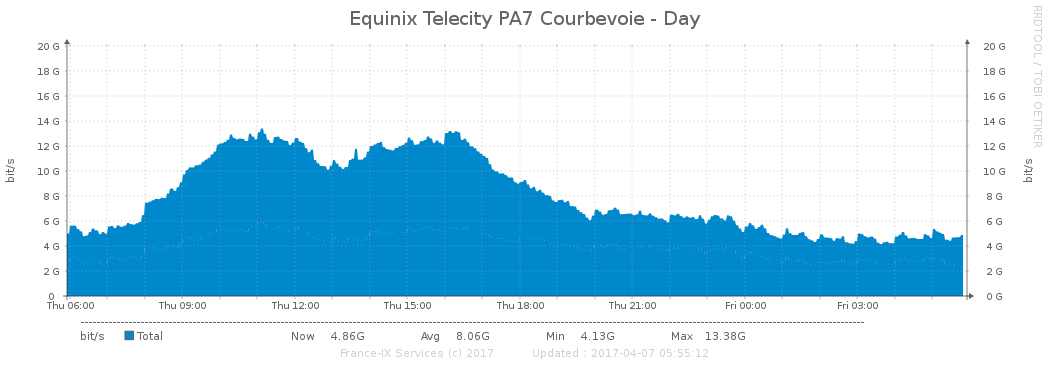 Equinix Telecity PA7 Courbevoie - Day
RRDTOOL / TOBI OETIKER
bit/s
bit/s
20 G 20 G
18 G 18 G
16 G 16 G
14 G 14 G
12 G 12 G
10 G 10 G
8 G 8 G
6 G 6 G
4 G 4 G
2 G 2 G
0 0 G
Thu 06:00 Thu 09:00 Thu 12:00 Thu 15:00 Thu 18:00 Thu 21:00 Fri 00:00 Fri 03:00
bit/s Total Now 4.86G Avg 8.06G Min 4.13G Max 13.38G
France-IX Services (c) 2017 Updated : 2017-04-07 05:55:12